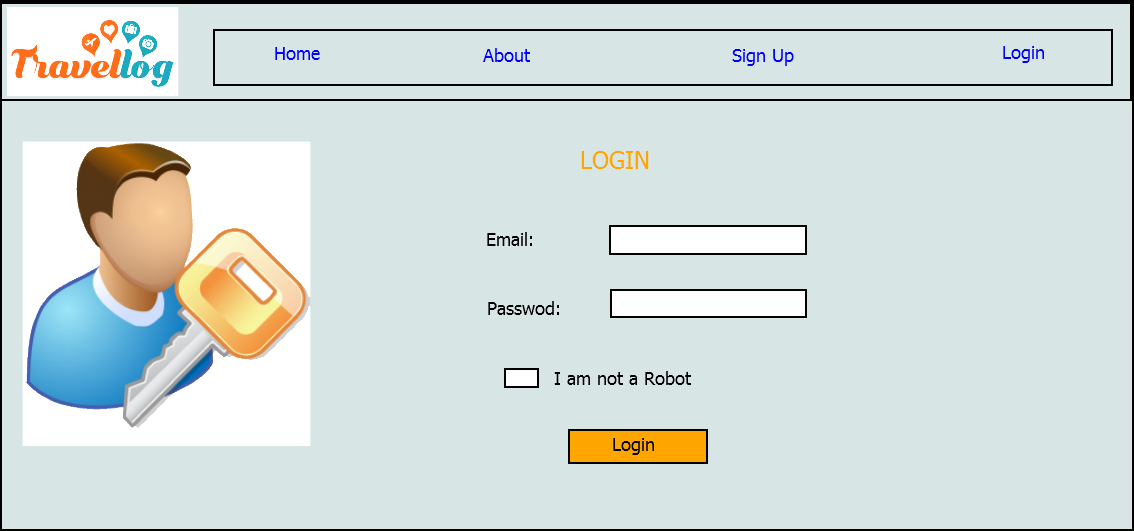 Travellog
Home About Sign Up Login
LOGIN
Email:
Passwod:
I am not a Robot
Login